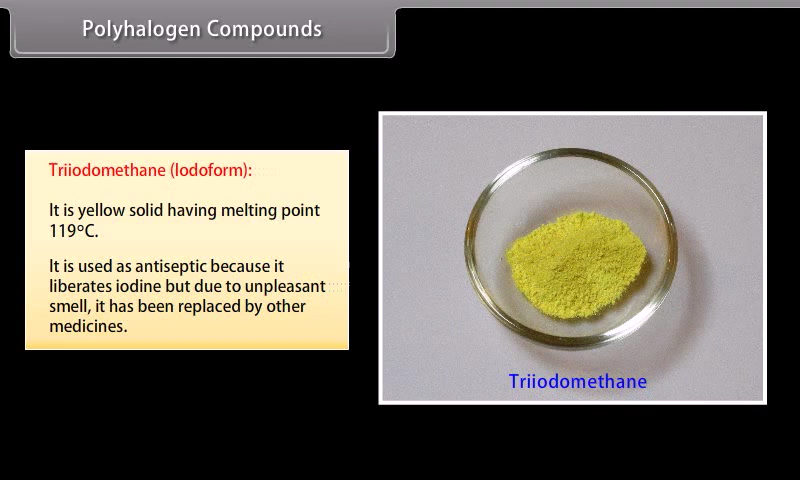 Polyhalogen Compounds
Triiodomethane (Iodoform):
It is yellow solid having melting point
119ºC.
It is used as antiseptic because it
liberates iodine but due to unpleasant
smell, it has been replaced by other
medicines.
Triiodomethane